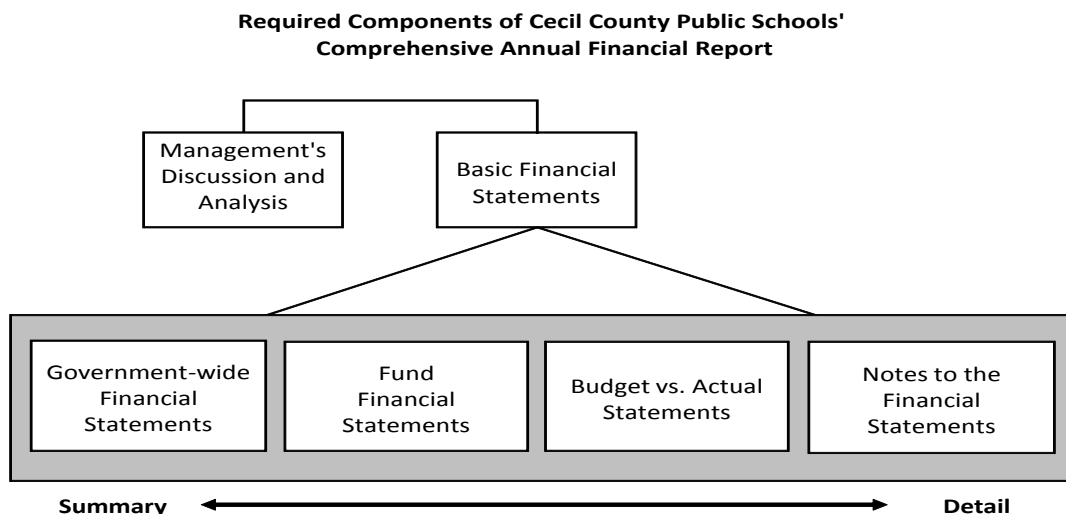 Required Components of Cecil County Public Schools'
Comprehensive Annual Financial Report
Management's
Discussion and
Analysis
Basic Financial
Statements
Government-wide
Financial
Statements
Fund
Financial
Statements
Budget vs. Actual
Statements
Notes to the
Financial
Statements
Summary
Detail